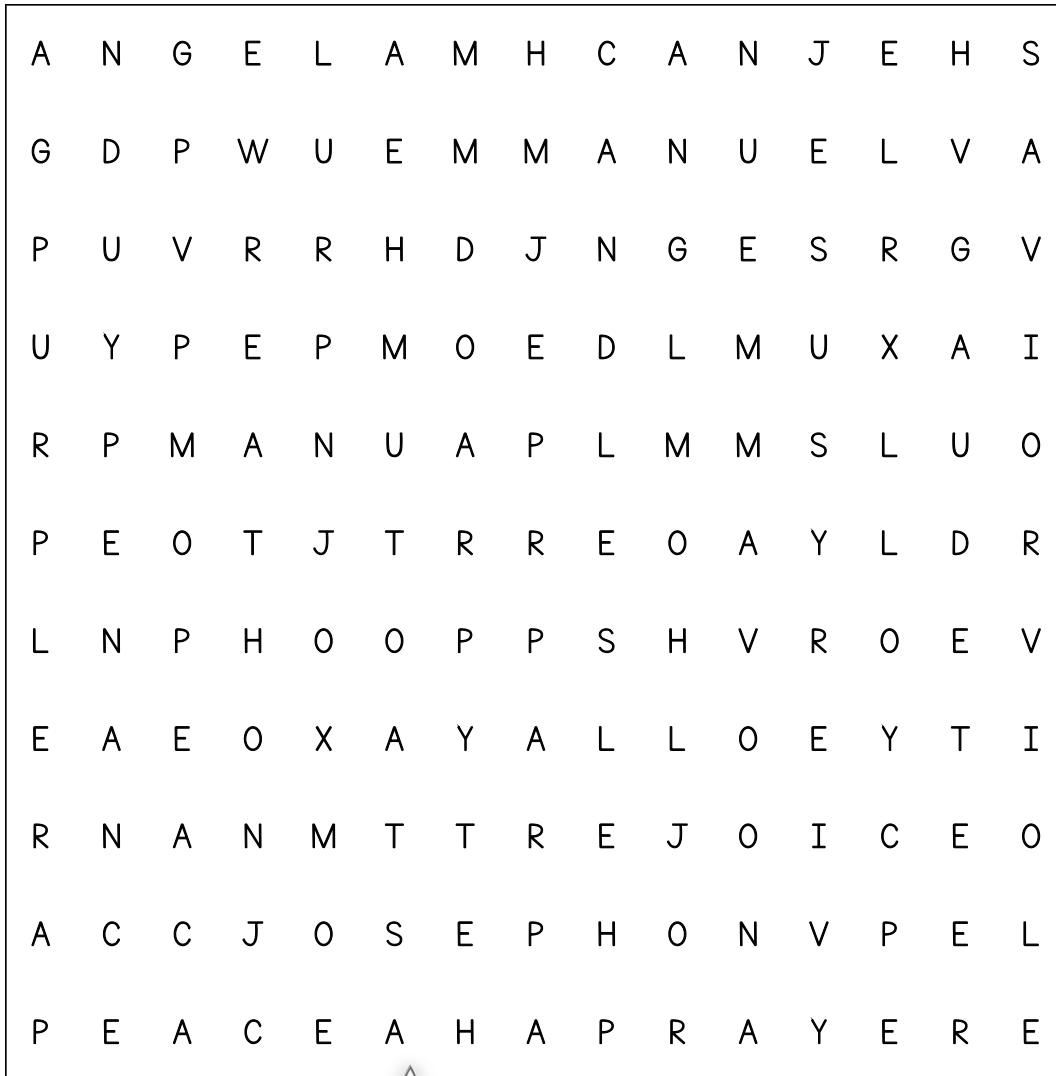 A N G E L A M H C A N J E H S
G D P W U E M M A N U E L V A
P U V R R H D J N G E S R G V
U Y P E P M O E D L M U X A I
R P M A N U A P L M M S L U O
P E O T J T R R E O A Y L D R
L N P H O O P P S H V R O E V
E A E O X A Y A L L O E Y T I
R N A N M T T R E J O I C E O
A C C J O S E P H O N V P E L
P E A C E A H A P R A Y E R E